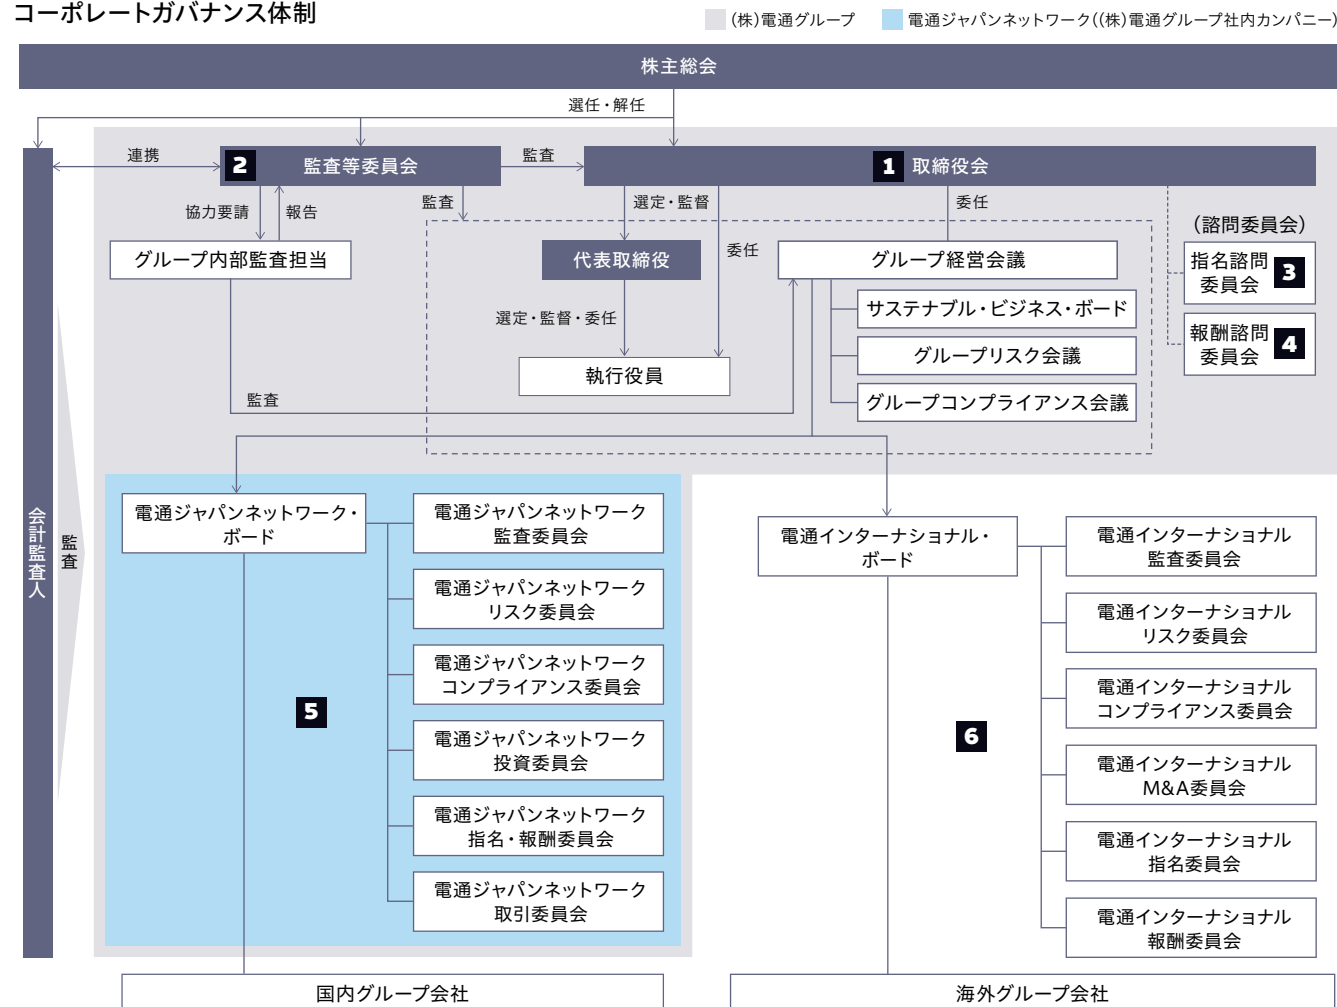 コーポレートガバナンス体制
(株)電通グループ
電通ジャパンネットワーク((株)電通グループ社内カンパニー)
株主総会
選任・解任
連携
2 監査等委員会
監査
1 取締役会
協力要請
報告
監査
選定・監督
委任
委任
(諮問委員会)
グループ内部監査担当
代表取締役
グループ経営会議
指名諮問
委員会
3
サステナブル・ビジネス・ボード
選定・監督・委任
報酬諮問
委員会
4
グループリスク会議
執行役員
監査
グループコンプライアンス会議
会計監査人
監査
電通ジャパンネットワーク・
ボード
電通ジャパンネットワーク
監査委員会
電通ジャパンネットワーク
リスク委員会
電通ジャパンネットワーク
コンプライアンス委員会
5
電通ジャパンネットワーク
投資委員会
電通ジャパンネットワーク
指名・報酬委員会
電通ジャパンネットワーク
取引委員会
国内グループ会社
電通インターナショナル・
ボード
電通インターナショナル
監査委員会
電通インターナショナル
リスク委員会
電通インターナショナル
コンプライアンス委員会
6
電通インターナショナル
M&A委員会
電通インターナショナル
指名委員会
電通インターナショナル
報酬委員会
海外グループ会社